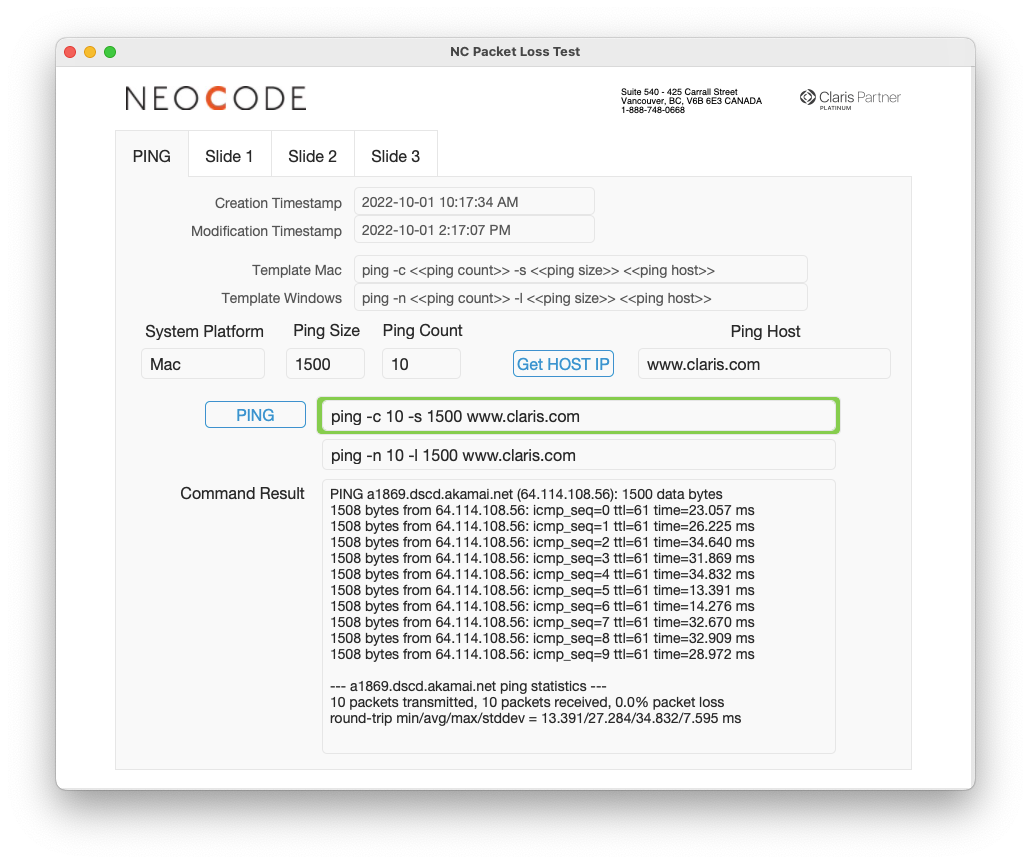 NC Packet Loss Test
NEOCODE
Suite 540 - 425 Carrall Street
Vancouver, BC, V6B 6E3 CANADA
1-888-748-0668
Claris Partner
PLATINUM
PING Slide 1 Slide 2 Slide 3
Creation Timestamp 2022-10-01 10:17:34 AM
Modification Timestamp 2022-10-01 2:17:07 PM
Template Mac ping -c <<ping count>> -s <<ping size>> <<ping host>>
Template Windows ping -n <<ping count>> -l <<ping size>> <<ping host>>
System Platform Ping Size Ping Count Ping Host
Mac 1500 10 Get HOST IP www.claris.com
PING ping -c 10 -s 1500 www.claris.com
ping -n 10 -l 1500 www.claris.com
Command Result PING a1869.dscd.akamai.net (64.114.108.56): 1500 data bytes
1508 bytes from 64.114.108.56: icmp_seq=0 ttl=61 time=23.057 ms
1508 bytes from 64.114.108.56: icmp_seq=1 ttl=61 time=26.225 ms
1508 bytes from 64.114.108.56: icmp_seq=2 ttl=61 time=34.640 ms
1508 bytes from 64.114.108.56: icmp_seq=3 ttl=61 time=31.869 ms
1508 bytes from 64.114.108.56: icmp_seq=4 ttl=61 time=34.832 ms
1508 bytes from 64.114.108.56: icmp_seq=5 ttl=61 time=13.391 ms
1508 bytes from 64.114.108.56: icmp_seq=6 ttl=61 time=14.276 ms
1508 bytes from 64.114.108.56: icmp_seq=7 ttl=61 time=32.670 ms
1508 bytes from 64.114.108.56: icmp_seq=8 ttl=61 time=32.909 ms
1508 bytes from 64.114.108.56: icmp_seq=9 ttl=61 time=28.972 ms
--- a1869.dscd.akamai.net ping statistics ---
10 packets transmitted, 10 packets received, 0.0% packet loss
round-trip min/avg/max/stddev = 13.391/27.284/34.832/7.595 ms